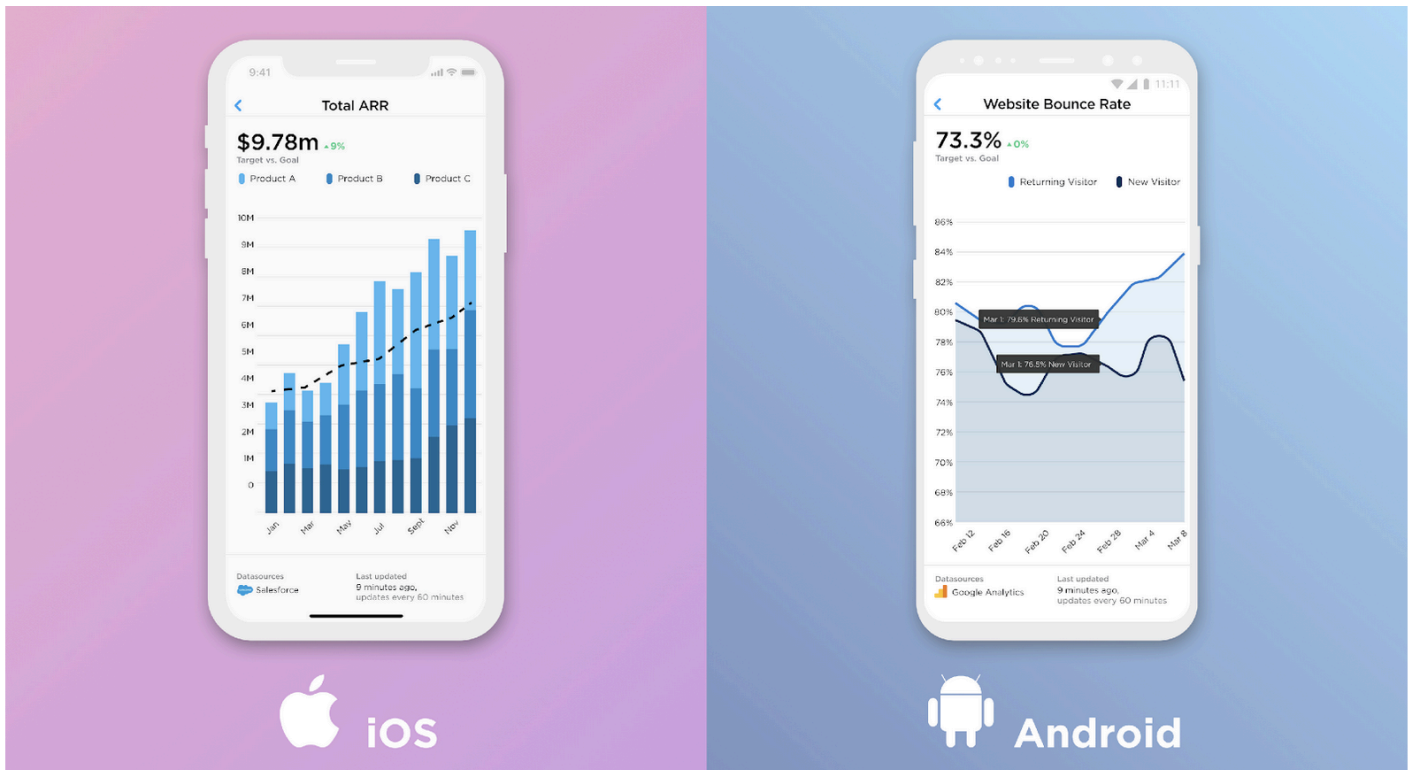 9:41
Total ARR
$9.78m 9%
Target vs. Goal
Product A Product B Product C
10M
9M
8M
7M
6M
5M
4M
3M
2M
1M
0
Jan Mar May Jul Sept Nov
Datasources Last updated
Salesforce 9 minutes ago,
updates every 60 minutes
iOS
11:11
Website Bounce Rate
73.3% 0%
Target vs. Goal
Returning Visitor New Visitor
86%
84%
82%
80%
Mar 1: 79.6% Returning Visitor
78%
Mar 1: 76.5% New Visitor
76%
74%
72%
70%
68%
66%
Feb 12 Feb 16 Feb 20 Feb 24 Feb 28 Mar 4 Mar 8
Datasources Last updated
Google Analytics 9 minutes ago,
updates every 60 minutes
Android